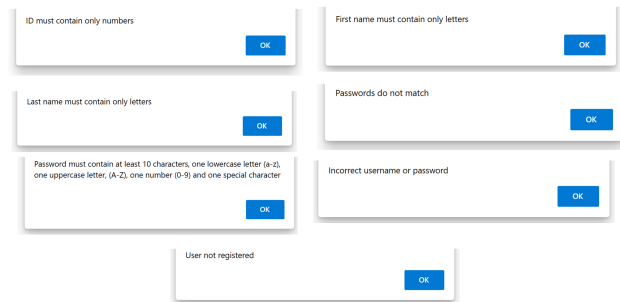 ID must contain only numbers
OK
First name must contain only letters
OK
Last name must contain only letters
OK
Passwords do not match
OK
Password must contain at least 10 characters, one lowercase letter (a-z),
one uppercase letter, (A-Z), one number (0-9) and one special character
OK
Incorrect username or password
OK
User not registered
OK